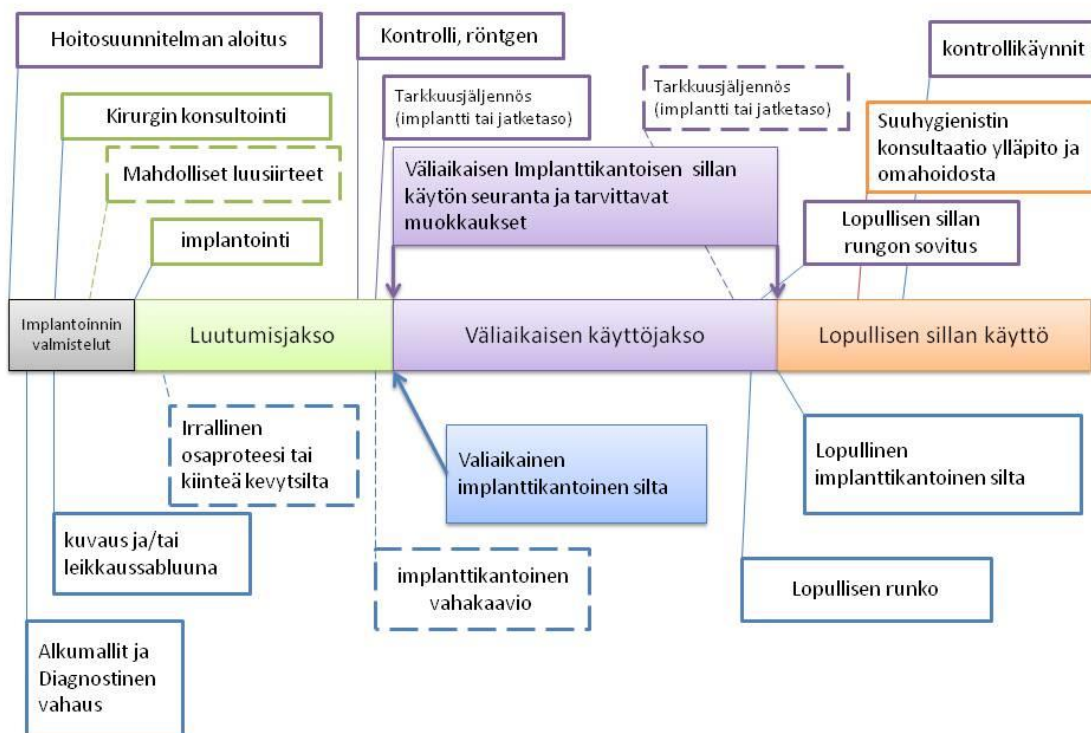 Hoitosuunnitelman aloitus
Kontrolli, röntgen
kontrollikäynnit
Kirurgin konsultointi
Tarkkuusjäljennös
(implantti tai jatketaso)
Tarkkuusjäljennös
(implantti tai jatketaso)
Suuhygienistin
konsultaatio ylläpito ja
omahoidosta
Mahdolliset luusiirteet
Väliaikaisen Implanttikantoisen sillan
käytön seuranta ja tarvittavat
muokkaukset
implantointi
Lopullisen sillan
rungon sovitus
Implantoinnin
valmistelut
Luutumisjakso
Väliaikaisen käyttöjakso
Lopullisen sillan käyttö
Irrallinen
osaproteesi tai
kiinteä kevytsilta
Valiaikainen
implanttikantoinen silta
Lopullinen
implanttikantoinen silta
kuvaus ja/tai
leikkaussabluuna
implanttikantoinen
vahakaavio
Lopullisen runko
Alkumallit ja
Diagnostinen
vahaus